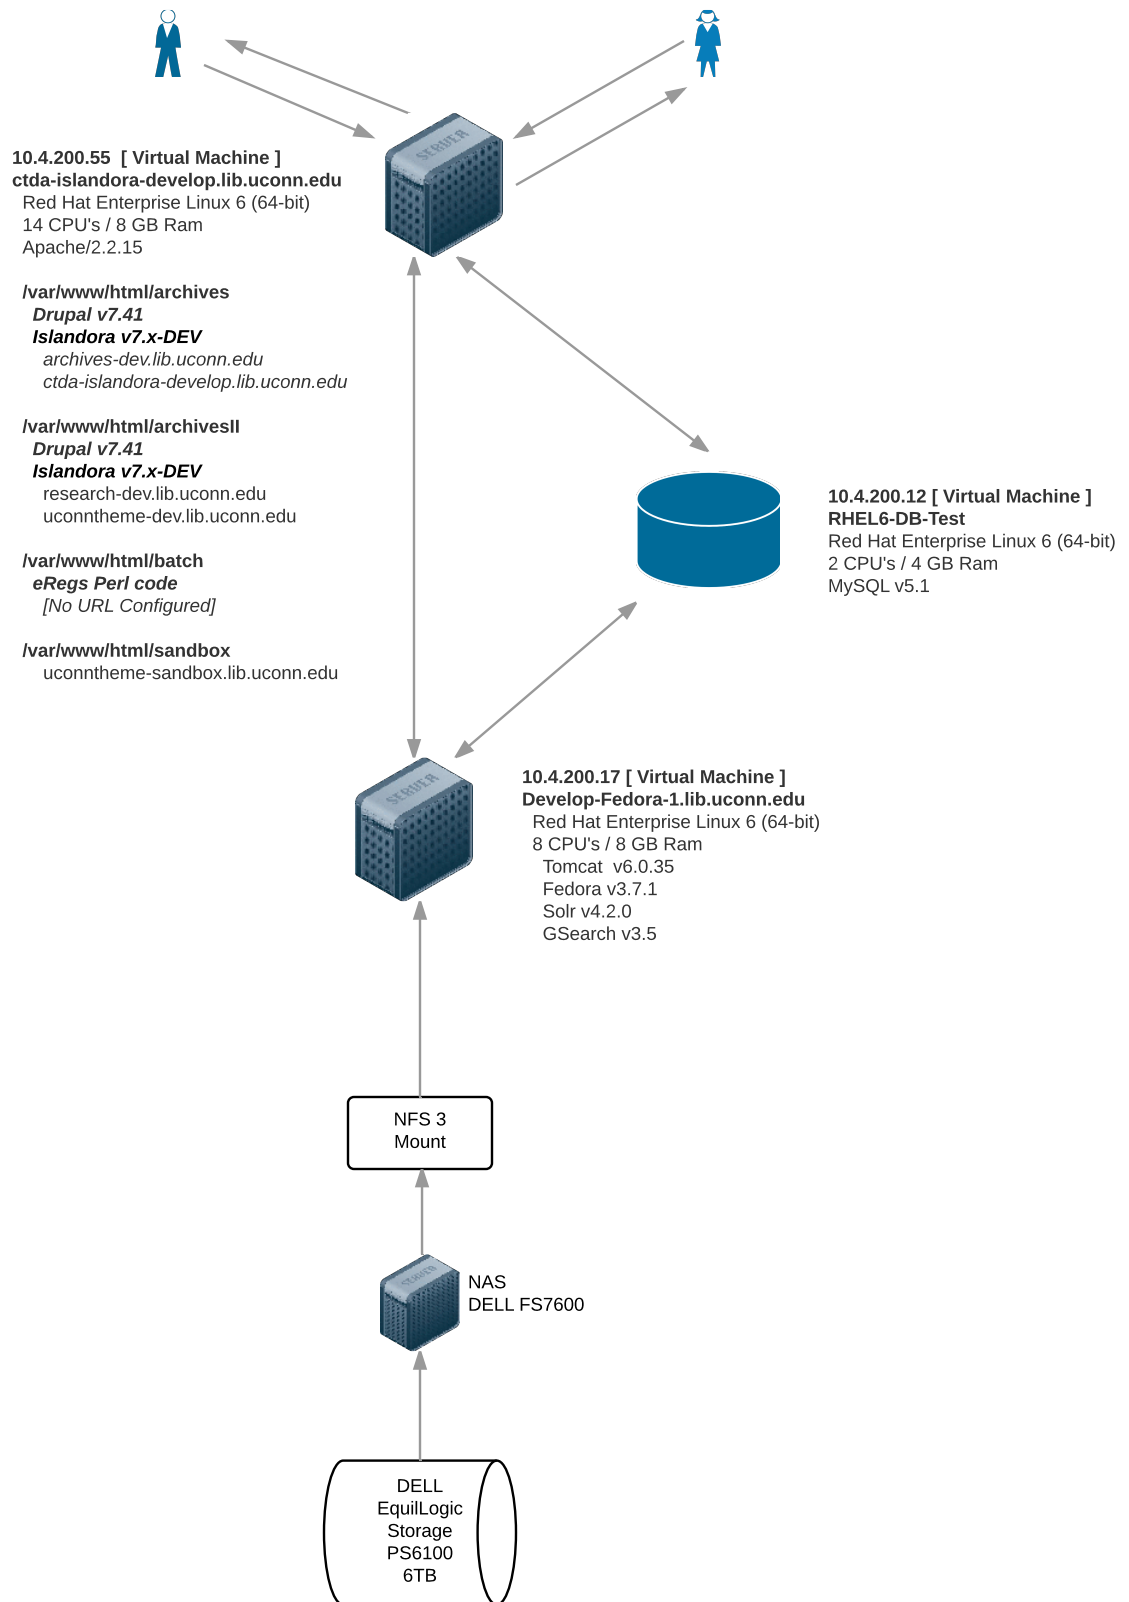 SERVER
10.4.200.55 [ Virtual Machine ]
ctda-islandora-develop.lib.uconn.edu
Red Hat Enterprise Linux 6 (64-bit)
14 CPU's / 8 GB Ram
Apache/2.2.15
/var/www/html/archives
Drupal v7.41
Islandora v7.x-DEV
archives-dev.lib.uconn.edu
ctda-islandora-develop.lib.uconn.edu
/var/www/html/archivesII
Drupal v7.41
Islandora v7.x-DEV
research-dev.lib.uconn.edu
uconntheme-dev.lib.uconn.edu
/var/www/html/batch
eRegs Perl code
[No URL Configured]
/var/www/html/sandbox
uconntheme-sandbox.lib.uconn.edu
10.4.200.12 [ Virtual Machine ]
RHEL6-DB-Test
Red Hat Enterprise Linux 6 (64-bit)
2 CPU's / 4 GB Ram
MySQL v5.1
SERVER
10.4.200.17 [ Virtual Machine ]
Develop-Fedora-1.lib.uconn.edu
Red Hat Enterprise Linux 6 (64-bit)
8 CPU's / 8 GB Ram
Tomcat v6.0.35
Fedora v3.7.1
Solr v4.2.0
GSearch v3.5
NFS 3
Mount
SERVER
NAS
DELL FS7600
DELL
EquilLogic
Storage
PS6100
6TB